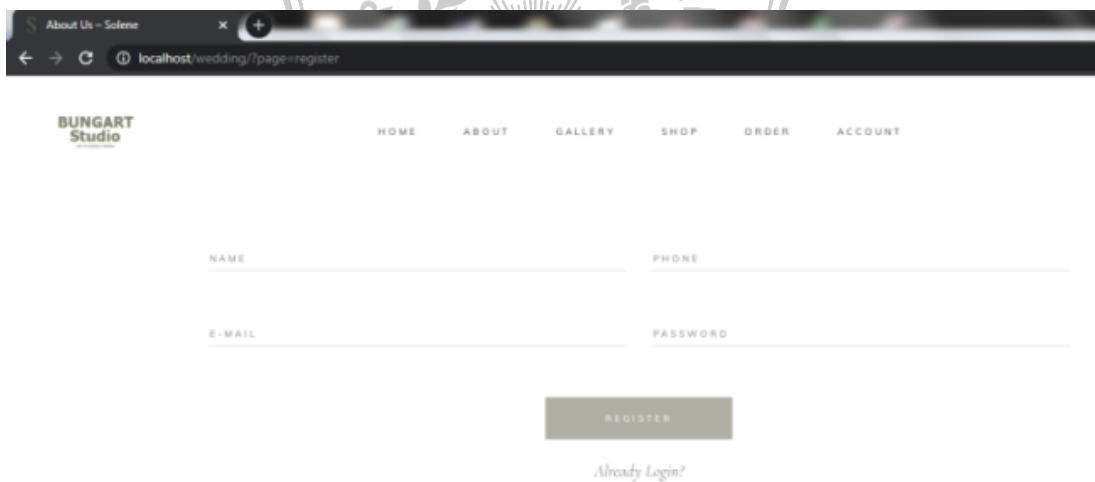 S About Us – Solene
localhost/wedding/?page=register
BUNGART
Studio
HOME ABOUT GALLERY SHOP ORDER ACCOUNT
NAME PHONE
E-MAIL PASSWORD
REGISTER
Already Login?